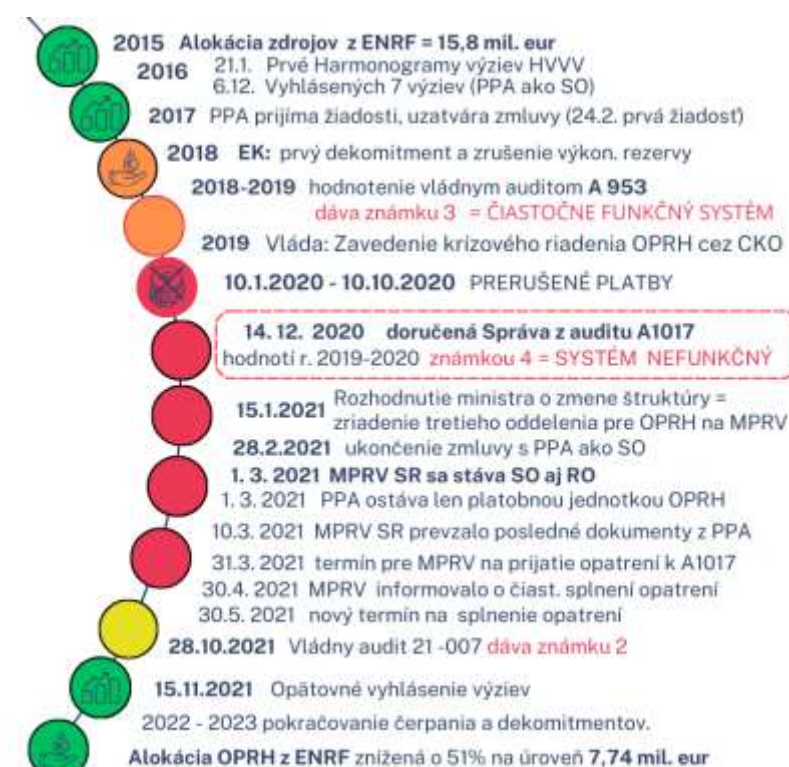 2015 Alokácia zdrojov z ENRF = 15,8 mil. eur
2016 21.1. Prvé Harmonogramy výziev HVVV
6.12. Vyhlásených 7 výziev (PPA ako SO)
2017 PPA prijíma žiadosti, uzatvára zmluvy (24.2. prvá žiadosť)
2018 EK: prvý dekomitment a zrušenie výkon. rezervy
2018-2019 hodnotenie vládnym auditom A 953
dáva známku 3 = ČIASTOČNE FUNKČNÝ SYSTÉM
2019 Vláda: Zavedenie krízového riadenia OPRH cez CKO
10.1.2020 - 10.10.2020 PRERUŠENÉ PLATBY
14. 12. 2020 doručená Správa z auditu A1017
hodnotí r. 2019-2020 známkou 4 = SYSTÉM NEFUNKČNÝ
15.1.2021 Rozhodnutie ministra o zmene štruktúry =
zriadenie tretieho oddelenia pre OPRH na MPRV
28.2.2021 ukončenie zmluvy s PPA ako SO
1. 3. 2021 MPRV SR sa stáva SO aj RO
1. 3. 2021 PPA ostáva len platobnou jednotkou OPRH
10.3. 2021 MPRV SR prevzalo posledné dokumenty z PPA
31.3. 2021 termín pre MPRV na prijatie opatrení k A1017
30.4. 2021 MPRV informovalo o čiast. splnení opatrení
30.5. 2021 nový termín na splnenie opatrení
28.10.2021 Vládny audit 21 -007 dáva známku 2
15.11.2021 Opätovné vyhlásenie výziev
2022 - 2023 pokračovanie čerpania a dekomitmentov.
Alokácia OPRH z ENRF znížená o 51% na úroveň 7,74 mil. eur